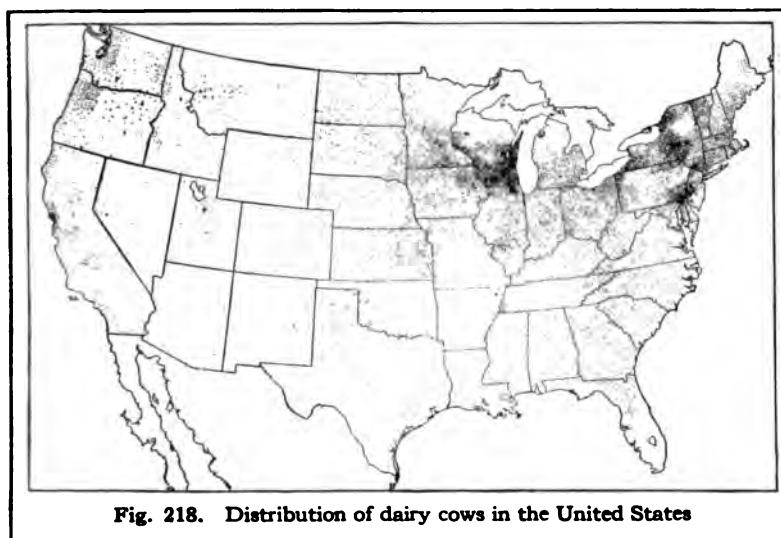 Fig. 218. Distribution of dairy cows in the United States